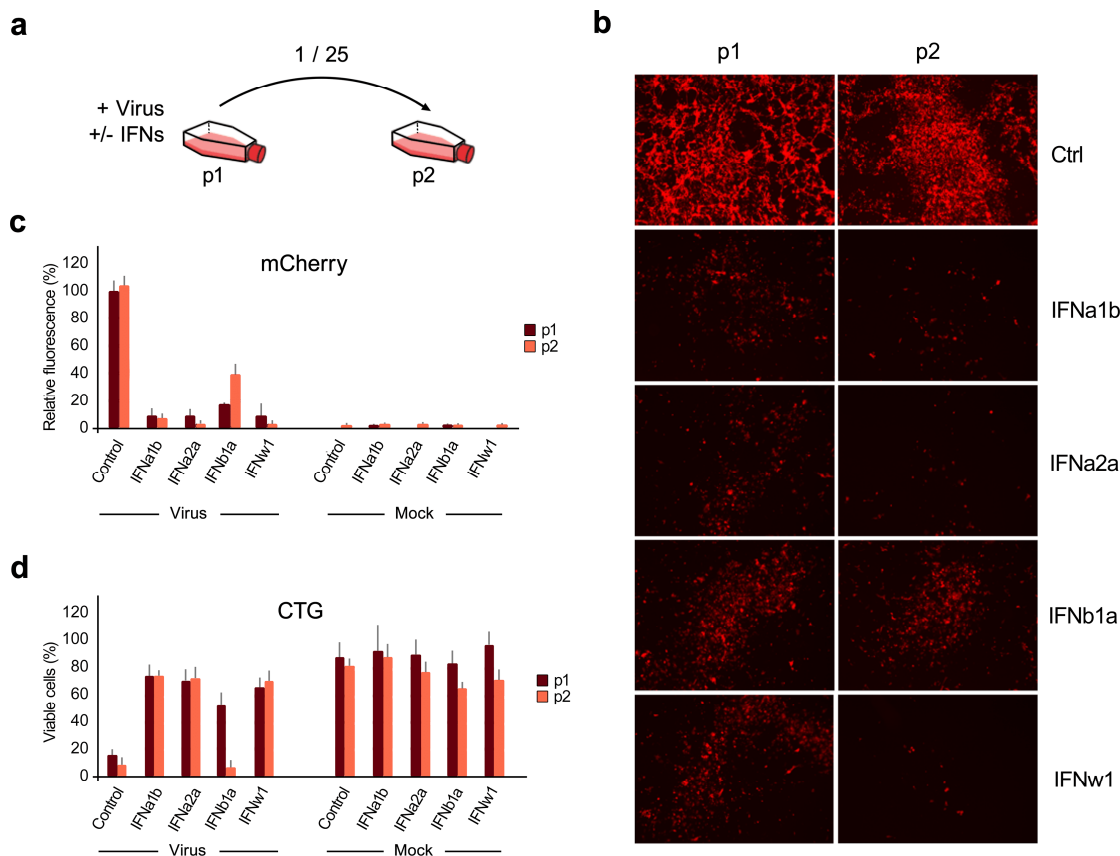 a
1 / 25
+ Virus
+/- IFNs
p1
p2
b
p1
p2
Ctrl
IFNa1b
IFNa2a
IFNb1a
IFNw1
c
mCherry
Relative fluorescence (%)
120
100
80
60
40
20
0
p1
p2
Control
IFNa1b
IFNa2a
IFNb1a
iFNw1
Control
IFNa1b
IFNa2a
IFNb1a
IFNw1
Virus
Mock
d
CTG
Viable cells (%)
120
100
80
60
40
20
0
p1
p2
Control
IFNa1b
IFNa2a
IFNb1a
IFNw1
Control
IFNa1b
IFNa2a
IFNb1a
IFNw1
Virus
Mock